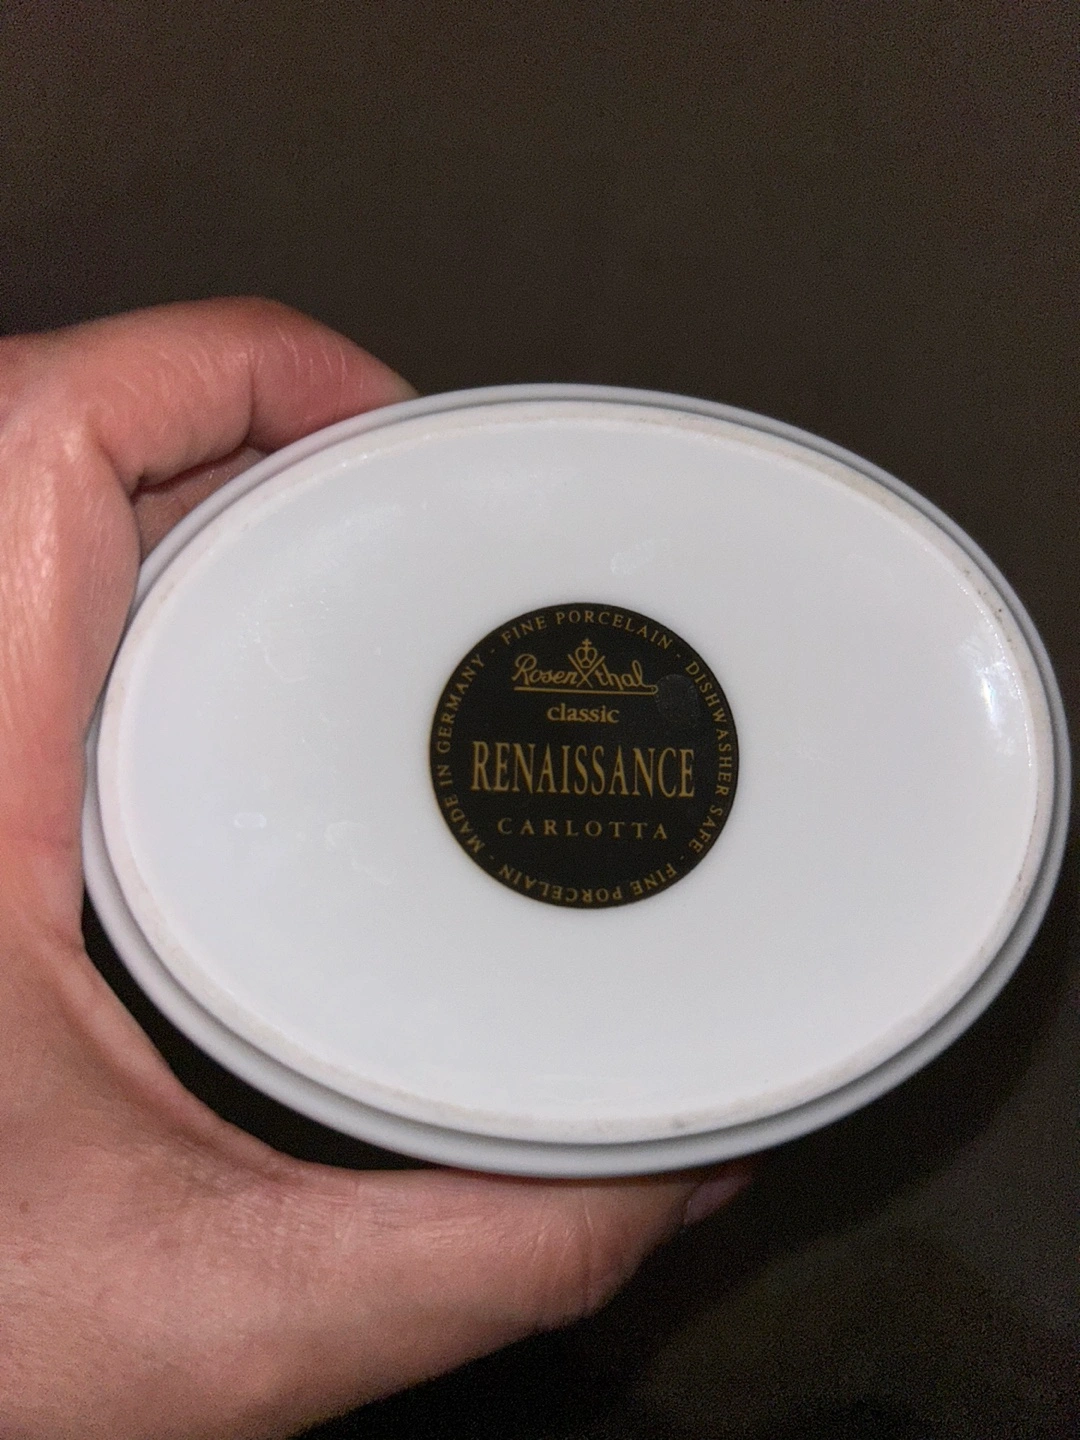 Rosenthal
classic
RENAISSANCE
CARLOTTA
MADE IN GERMANY · FINE PORCELAIN · DISHWASHER SAFE · FINE PORCELAIN ·